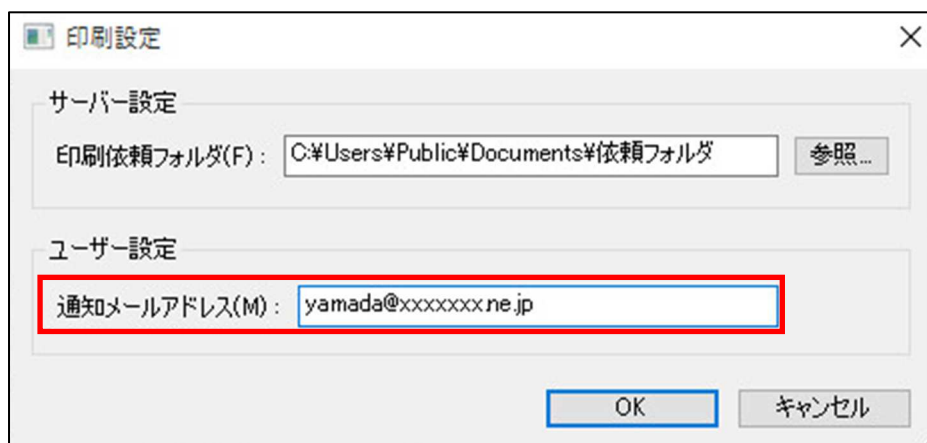 印刷設定
サーバー設定
印刷依頼フォルダ(F)： C:¥Users¥Public¥Documents¥依頼フォルダ 参照...
ユーザー設定
通知メールアドレス(M)： yamada@xxxxxxx.ne.jp
OK キャンセル